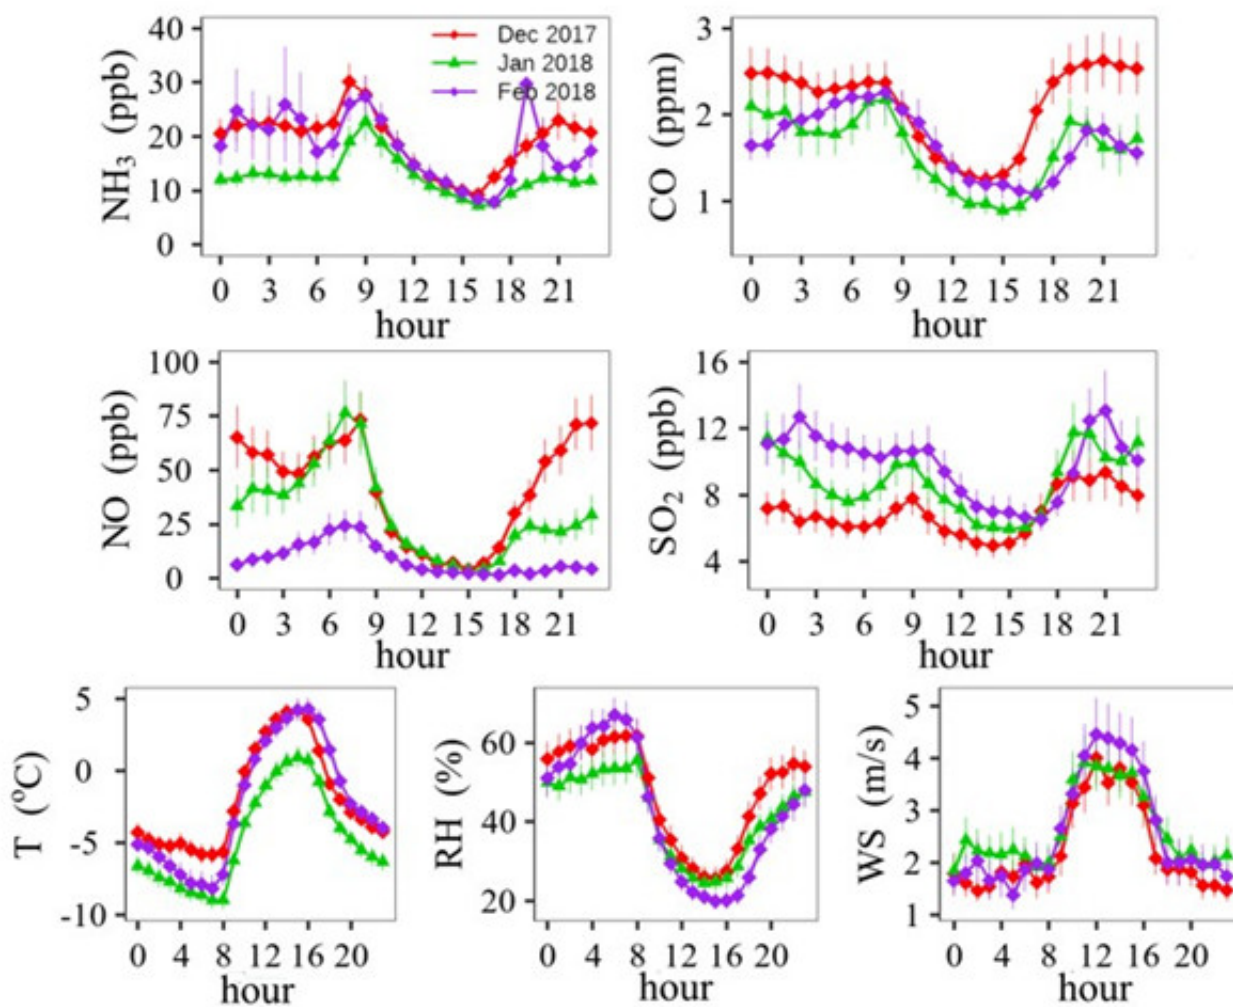 NH₃ (ppb)
40
30
20
10
0
Dec 2017
Jan 2018
Feb 2018
0 3 6 9 12 15 18 21
hour
CO (ppm)
3
2
1
0 3 6 9 12 15 18 21
hour
NO (ppb)
100
75
50
25
0
0 3 6 9 12 15 18 21
hour
SO₂ (ppb)
16
12
8
4
0 3 6 9 12 15 18 21
hour
T (ºC)
5
0
-5
-10
0 4 8 12 16 20
hour
RH (%)
60
40
20
0 4 8 12 16 20
hour
WS (m/s)
5
4
3
2
1
0 4 8 12 16 20
hour